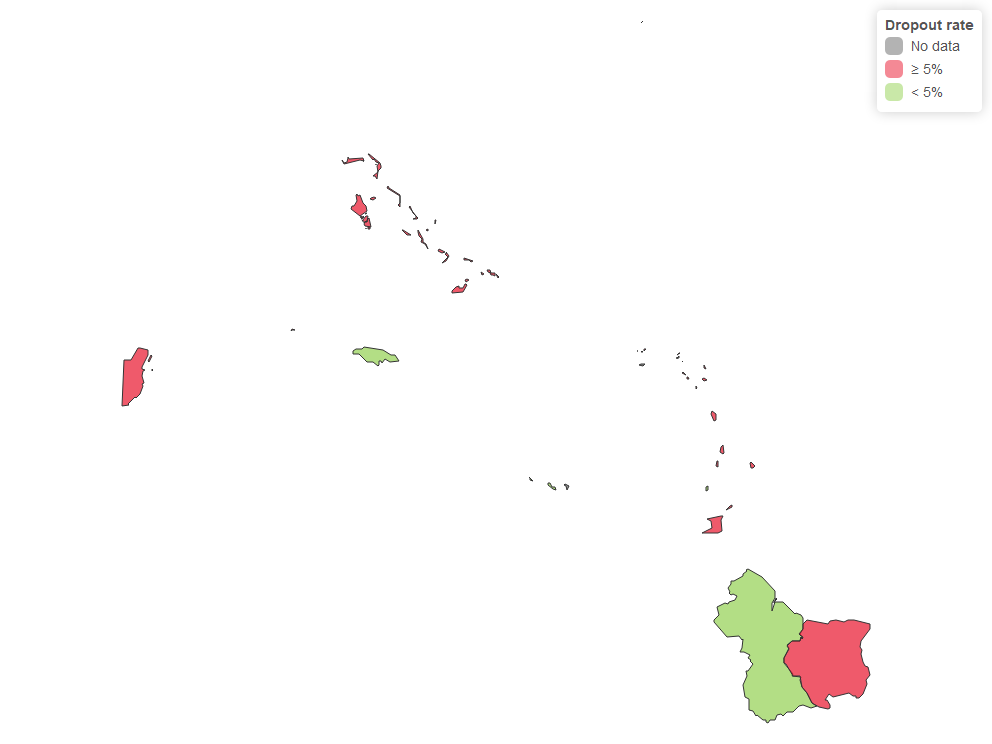 Dropout rate
No data
≥ 5%
< 5%